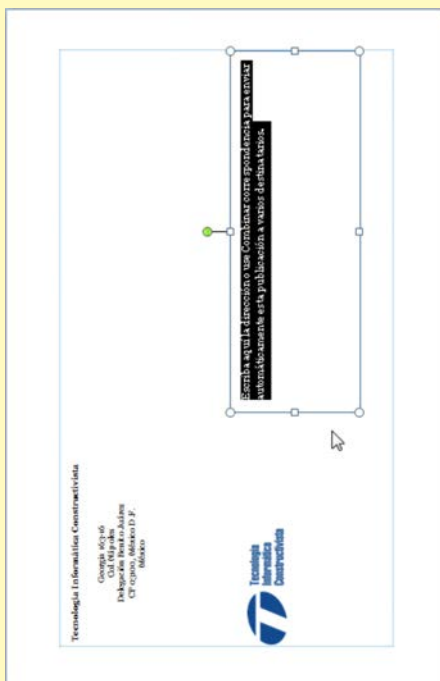 Tecnología Informática Constructivista
Georgia 163-16
Col. Nápoles
Delegación Benito Juárez
CP 03100, México D.F.
México
Escriba aquí la dirección o use Combinar correspondencia para enviar
automáticamente esta publicación a varios destinatarios.
Tecnología
Informática
Constructivista